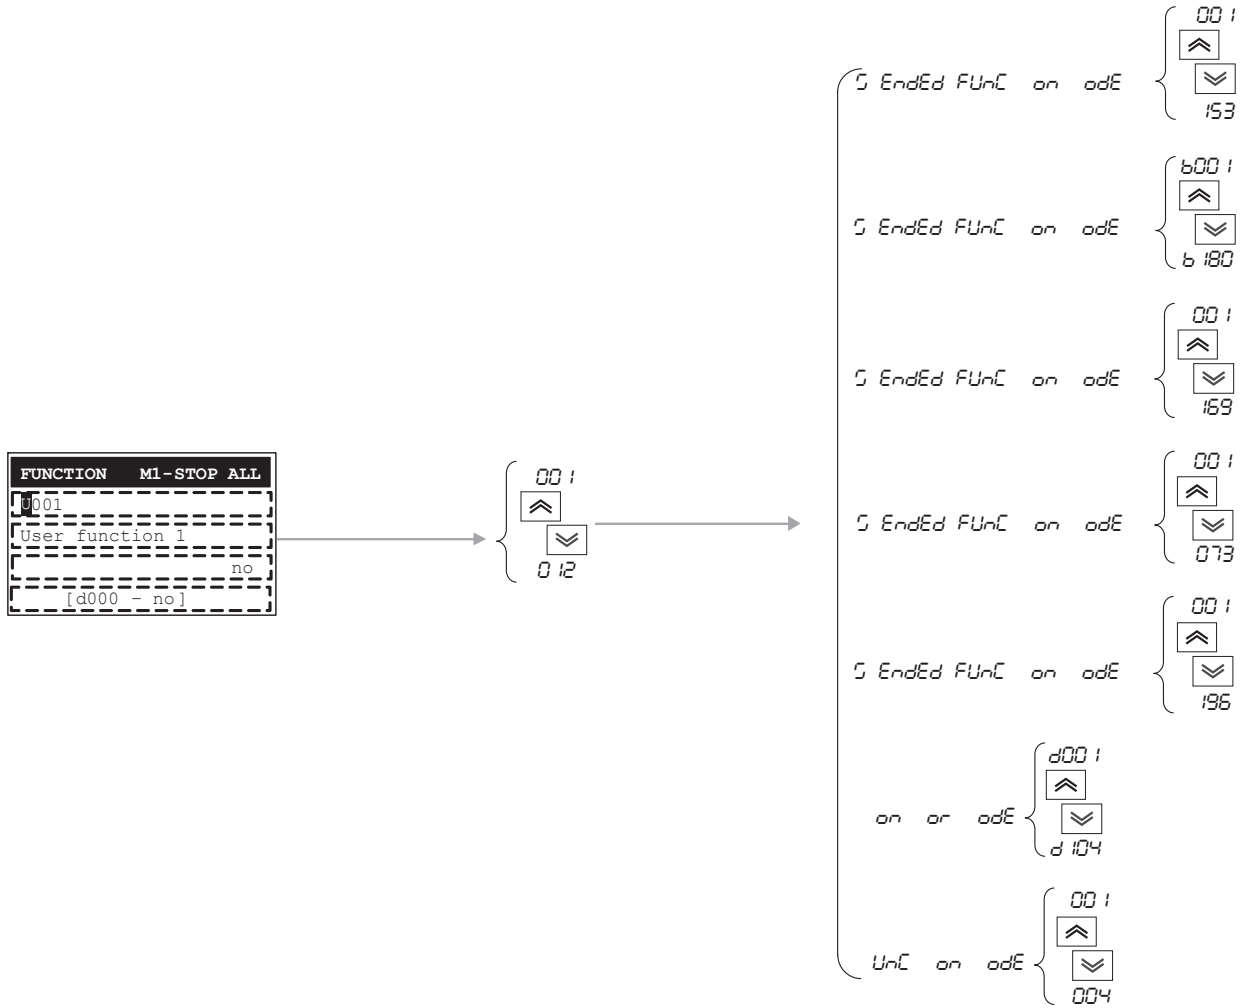 001
153
Ʊ EndEd FUnC on odE
b001
b180
Ʊ EndEd FUnC on odE
001
169
Ʊ EndEd FUnC on odE
001
073
Ʊ EndEd FUnC on odE
001
196
Ʊ EndEd FUnC on odE
FUNCTION M1-STOP ALL
U001
User function 1
no
[d000 - no]
001
012
d001
d104
on or odE
001
004
UnC on odE